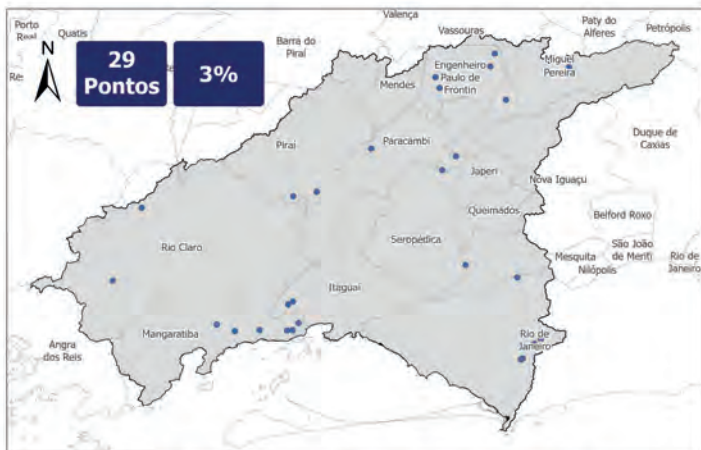 Porto
Real
Quatis
Valença
Vassouras
Paty do
Alferes
Petrópolis
N
29
Pontos
3%
Barra do
Piraí
Engenheiro
Paulo de
Frontin
Miguel
Pereira
Mendes
Duque de
Caxias
Piraí
Paracambi
Japeri
Nova Iguaçu
Queimados
Belford Roxo
Rio Claro
Seropédica
São João
de Meriti
Mesquita
Nilópolis
Rio de
Janeiro
Itaguaí
Mangaratiba
Rio de
Janeiro
Angra
dos Reis